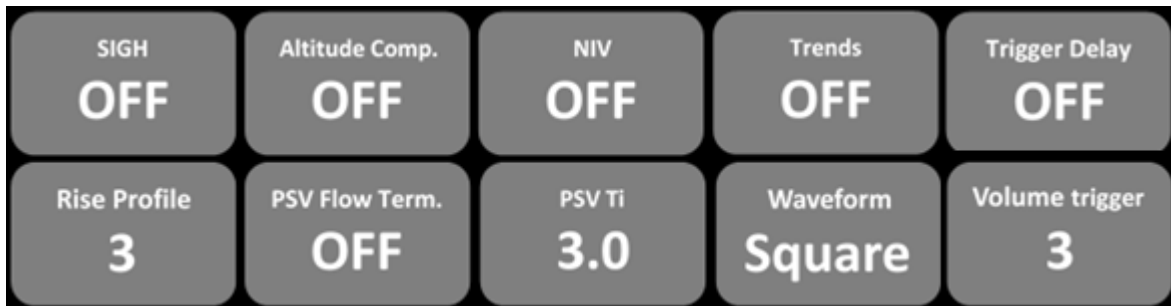 SIGH
OFF
Altitude Comp.
OFF
NIV
OFF
Trends
OFF
Trigger Delay
OFF
Rise Profile
3
PSV Flow Term.
OFF
PSV Ti
3.0
Waveform
Square
Volume trigger
3